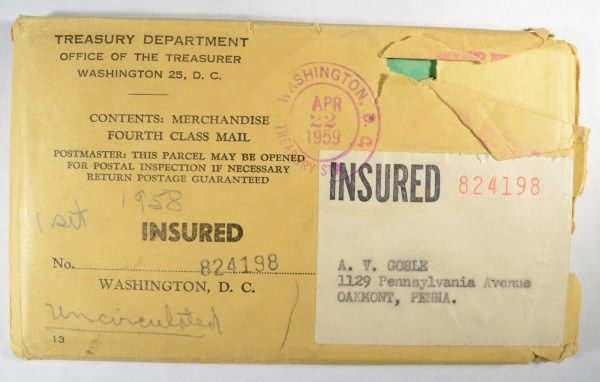 TREASURY DEPARTMENT
OFFICE OF THE TREASURER
WASHINGTON 25, D. C.
CONTENTS: MERCHANDISE
FOURTH CLASS MAIL
POSTMASTER: THIS PARCEL MAY BE OPENED
FOR POSTAL INSPECTION IF NECESSARY
RETURN POSTAGE GUARANTEED
1958
1 set
INSURED
No. 824198
WASHINGTON, D. C.
Uncirculated
13
WASHINGTON, D. C.
APR
22
1959
TREASURY
INSURED 824198
A. V. GOBLE
1129 Pennsylvania Avenue
OAKMONT, PENNA.